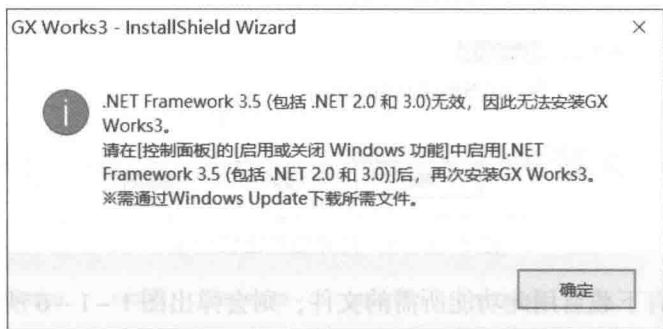 GX Works3 - InstallShield Wizard
.NET Framework 3.5 (包括 .NET 2.0 和 3.0)无效，因此无法安装GX
Works3。
请在[控制面板]的[启用或关闭 Windows 功能]中启用[.NET
Framework 3.5 (包括 .NET 2.0 和 3.0)]后，再次安装GX Works3。
※需通过Windows Update下载所需文件。
确定